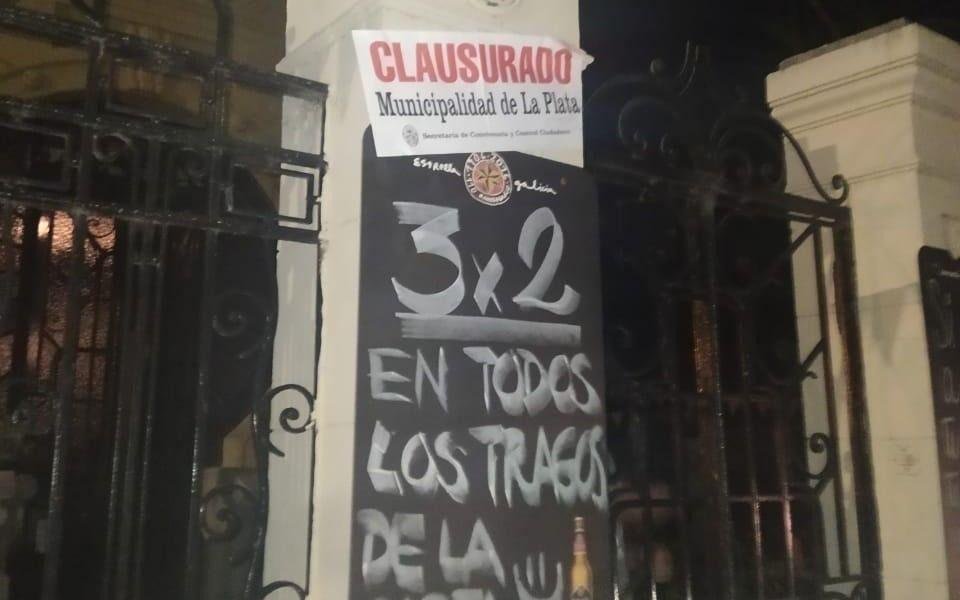 CLAUSURADO
Municipalidad de La Plata
Secretaría de Convivencia y Control Ciudadano
ESTRELLA galicia
3x2
EN TODOS
LOS TRAGOS
DE LA